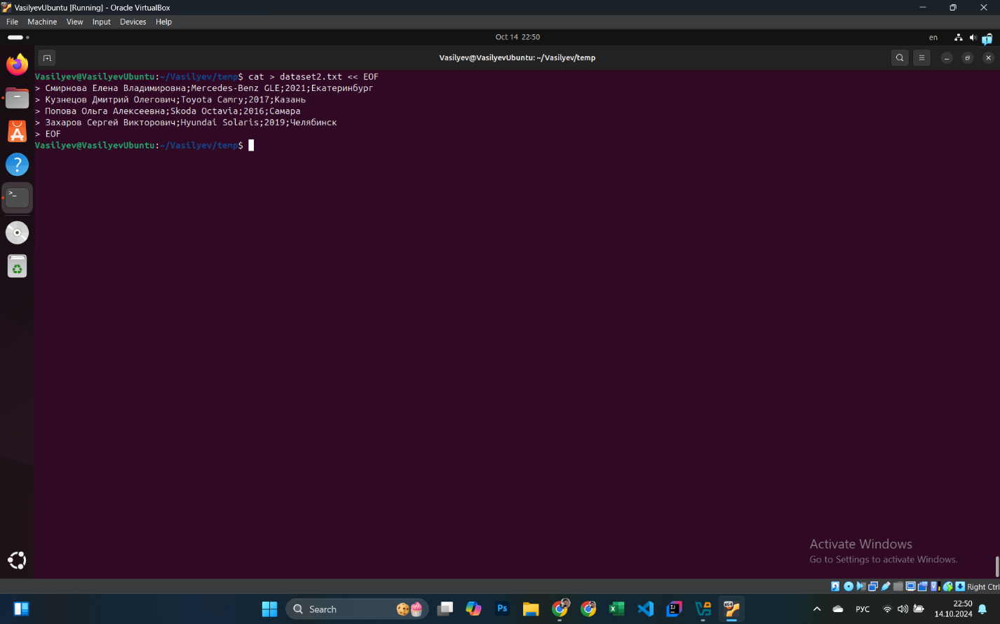 VasilyevUbuntu [Running] - Oracle VirtualBox
File Machine View Input Devices Help
Oct 14 22:50
en
Vasilyev@VasilyevUbuntu: ~/Vasilyev/temp
Vasilyev@VasilyevUbuntu:~/Vasilyev/temp$ cat > dataset2.txt << EOF
> Смирнова Елена Владимировна;Mercedes-Benz GLE;2021;Екатеринбург
> Кузнецов Дмитрий Олегович;Toyota Camry;2017;Казань
> Попова Ольга Алексеевна;Skoda Octavia;2016;Самара
> Захаров Сергей Викторович;Hyundai Solaris;2019;Челябинск
> EOF
Vasilyev@VasilyevUbuntu:~/Vasilyev/temp$
Activate Windows
Go to Settings to activate Windows.
Right Ctrl
Search
Ps
РУС
22:50
14.10.2024